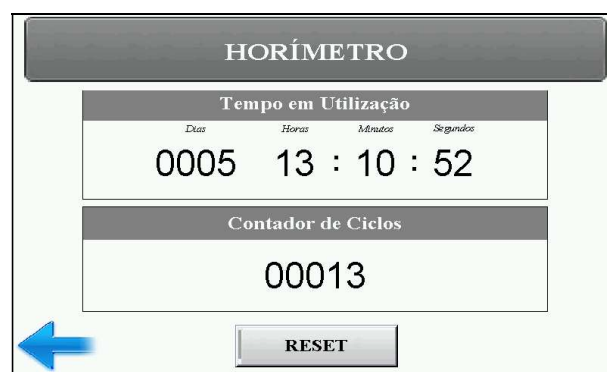 HORÍMETRO
Tempo em Utilização
Dias Horas Minutos Segundos
0005 13 : 10 : 52
Contador de Ciclos
00013
RESET